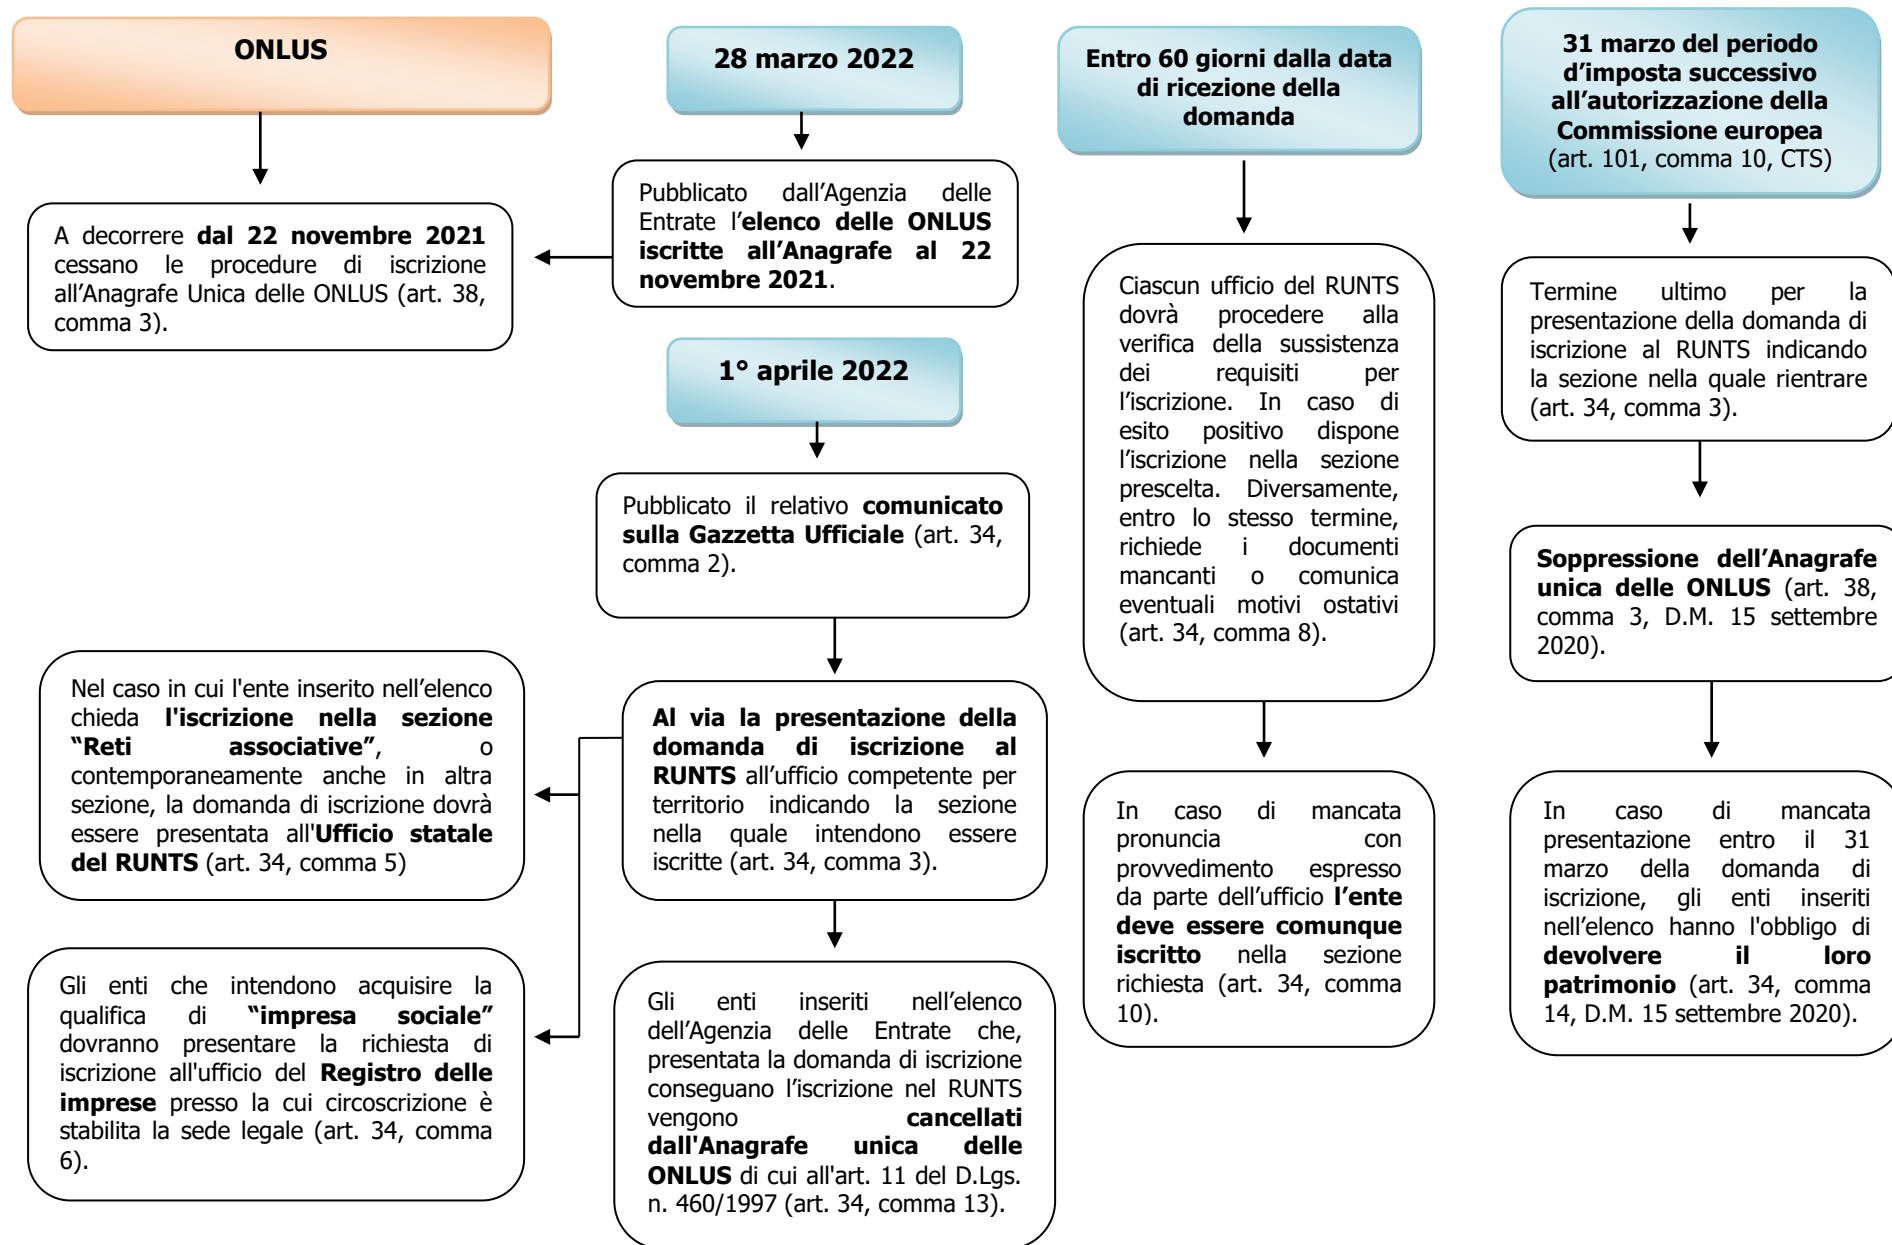 ONLUS
A decorrere dal 22 novembre 2021
cessano le procedure di iscrizione
all’Anagrafe Unica delle ONLUS (art. 38,
comma 3).
28 marzo 2022
Pubblicato dall’Agenzia delle
Entrate l’elenco delle ONLUS
iscritte all’Anagrafe al 22
novembre 2021.
1° aprile 2022
Pubblicato il relativo comunicato
sulla Gazzetta Ufficiale (art. 34,
comma 2).
Al via la presentazione della
domanda di iscrizione al
RUNTS all’ufficio competente per
territorio indicando la sezione
nella quale intendono essere
iscritte (art. 34, comma 3).
Nel caso in cui l'ente inserito nell’elenco
chieda l'iscrizione nella sezione
“Reti associative”, o
contemporaneamente anche in altra
sezione, la domanda di iscrizione dovrà
essere presentata all'Ufficio statale
del RUNTS (art. 34, comma 5)
Gli enti che intendono acquisire la
qualifica di “impresa sociale”
dovranno presentare la richiesta di
iscrizione all'ufficio del Registro delle
imprese presso la cui circoscrizione è
stabilita la sede legale (art. 34, comma
6).
Gli enti inseriti nell’elenco
dell’Agenzia delle Entrate che,
presentata la domanda di iscrizione
conseguano l’iscrizione nel RUNTS
vengono cancellati
dall'Anagrafe unica delle
ONLUS di cui all'art. 11 del D.Lgs.
n. 460/1997 (art. 34, comma 13).
Entro 60 giorni dalla data
di ricezione della
domanda
Ciascun ufficio del RUNTS
dovrà procedere alla
verifica della sussistenza
dei requisiti per
l’iscrizione. In caso di
esito positivo dispone
l’iscrizione nella sezione
prescelta. Diversamente,
entro lo stesso termine,
richiede i documenti
mancanti o comunica
eventuali motivi ostativi
(art. 34, comma 8).
In caso di mancata
pronuncia con
provvedimento espresso
da parte dell’ufficio l’ente
deve essere comunque
iscritto nella sezione
richiesta (art. 34, comma
10).
31 marzo del periodo
d’imposta successivo
all’autorizzazione della
Commissione europea
(art. 101, comma 10, CTS)
Termine ultimo per la
presentazione della domanda di
iscrizione al RUNTS indicando
la sezione nella quale rientrare
(art. 34, comma 3).
Soppressione dell’Anagrafe
unica delle ONLUS (art. 38,
comma 3, D.M. 15 settembre
2020).
In caso di mancata
presentazione entro il 31
marzo della domanda di
iscrizione, gli enti inseriti
nell’elenco hanno l'obbligo di
devolvere il loro
patrimonio (art. 34, comma
14, D.M. 15 settembre 2020).